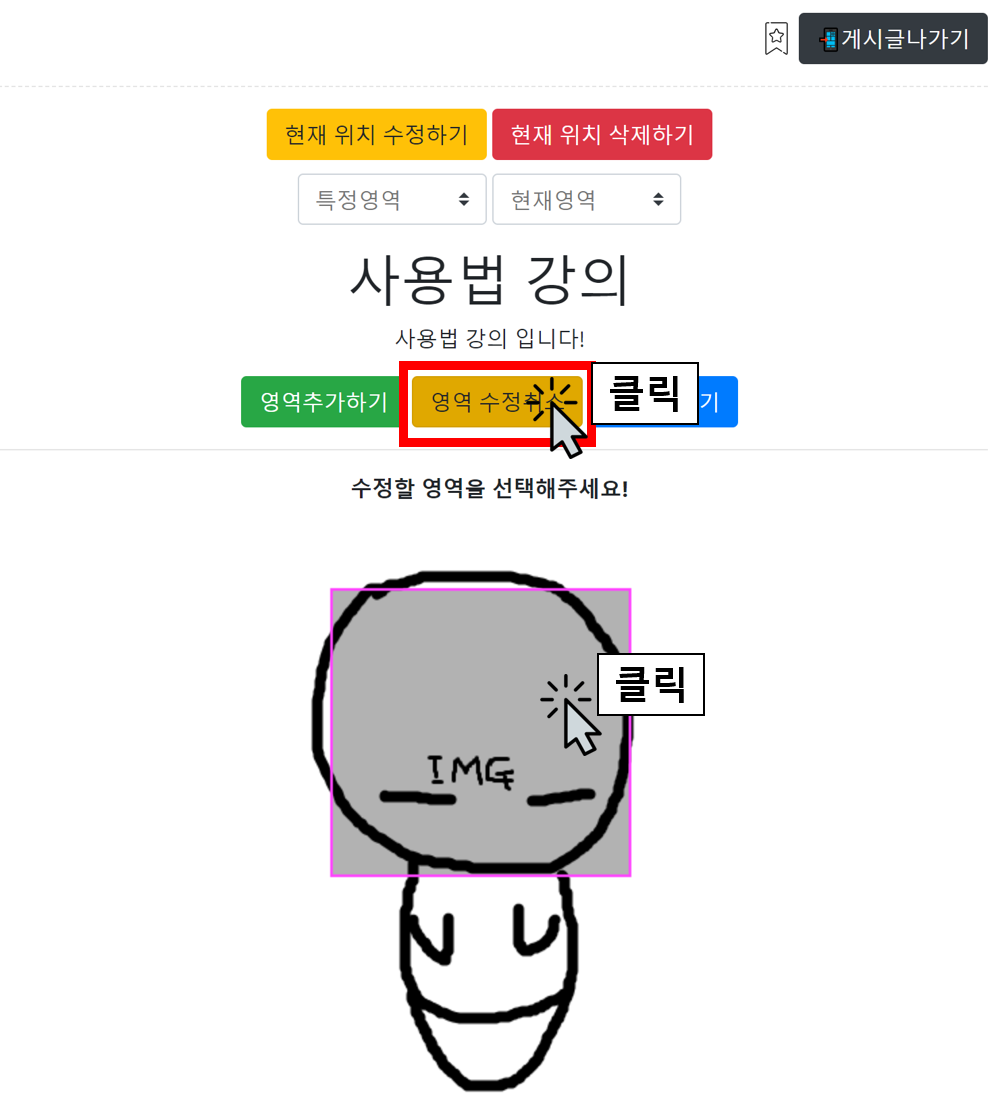 게시글나가기
현재 위치 수정하기 현재 위치 삭제하기
특정영역 현재영역
사용법 강의
사용법 강의 입니다!
영역추가하기 영역 수정취소 클릭 기
수정할 영역을 선택해주세요!
클릭
IMG